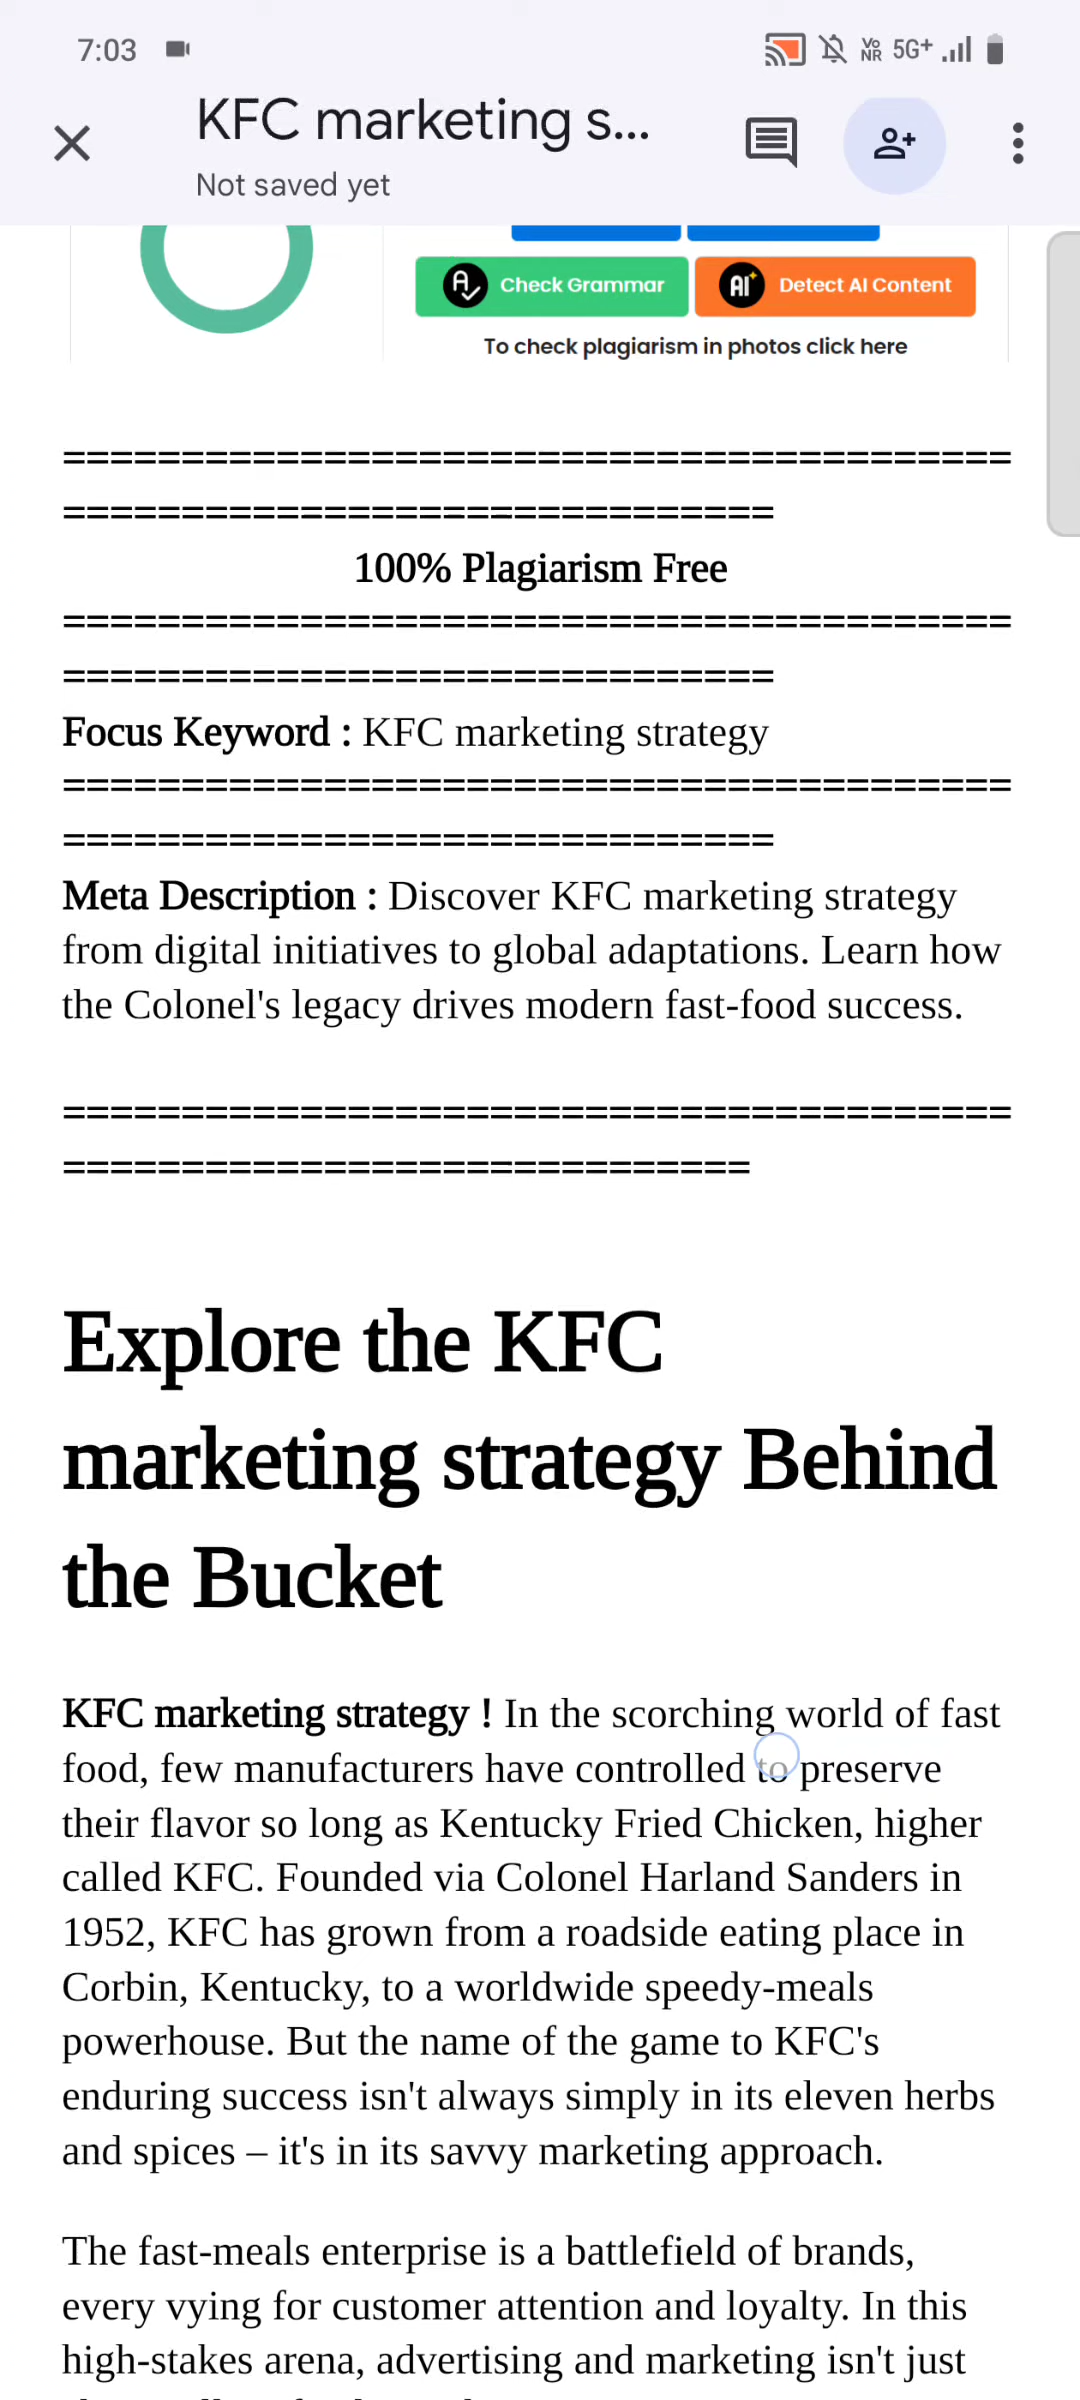 7:03
Vo NR 5G+
KFC marketing s...
Not saved yet
Check Grammar
AI Detect AI Content
To check plagiarism in photos click here
========================================
==============================
100% Plagiarism Free
========================================
==============================
Focus Keyword : KFC marketing strategy
========================================
==============================
Meta Description : Discover KFC marketing strategy
from digital initiatives to global adaptations. Learn how
the Colonel's legacy drives modern fast-food success.
========================================
=============================
Explore the KFC
marketing strategy Behind
the Bucket
KFC marketing strategy ! In the scorching world of fast
food, few manufacturers have controlled to preserve
their flavor so long as Kentucky Fried Chicken, higher
called KFC. Founded via Colonel Harland Sanders in
1952, KFC has grown from a roadside eating place in
Corbin, Kentucky, to a worldwide speedy-meals
powerhouse. But the name of the game to KFC's
enduring success isn't always simply in its eleven herbs
and spices – it's in its savvy marketing approach.
The fast-meals enterprise is a battlefield of brands,
every vying for customer attention and loyalty. In this
high-stakes arena, advertising and marketing isn't just